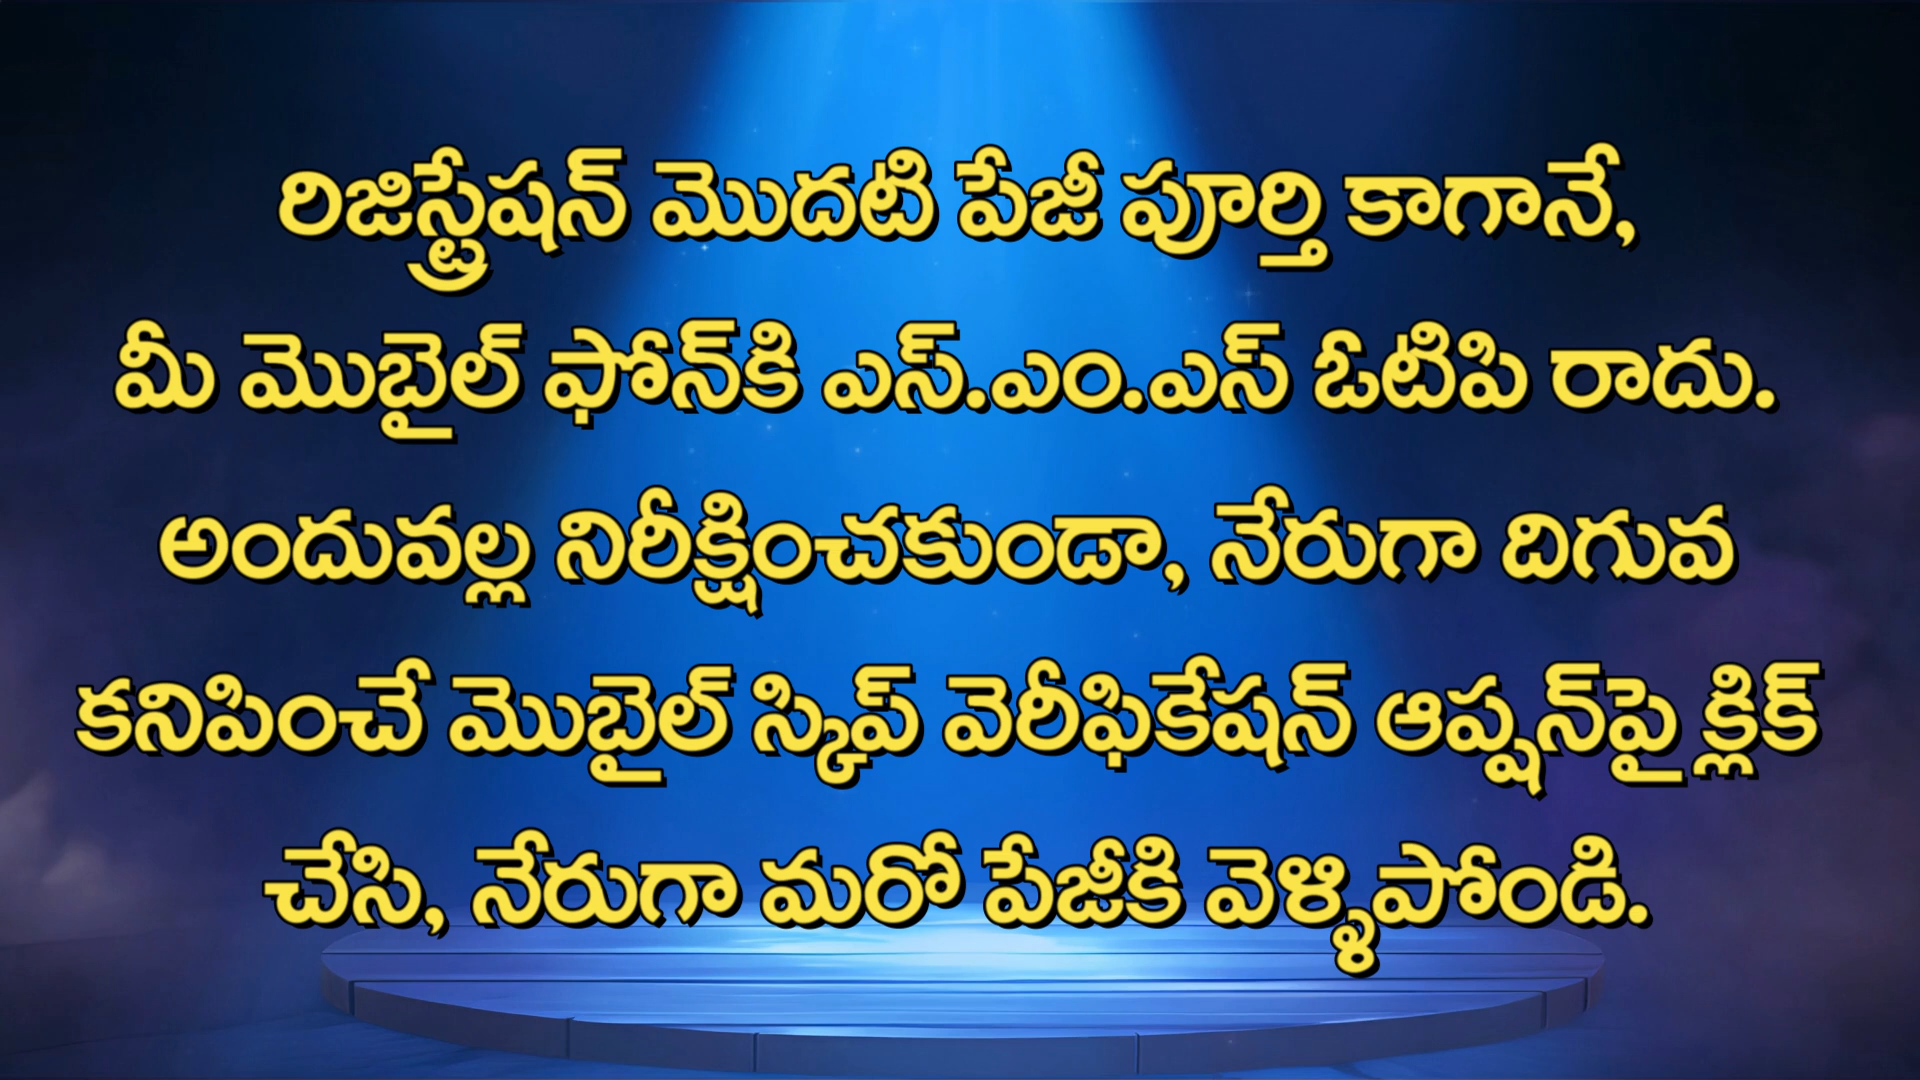 రిజిస్ట్రేషన్ మొదటి పేజీ పూర్తి కాగానే,
మీ మొబైల్ ఫోన్‌కి ఎస్.ఎం.ఎస్ ఓటిపి రాదు.
అందువల్ల నిరీక్షించకుండా, నేరుగా దిగువ
కనిపించే మొబైల్ స్కిప్ వెరీఫికేషన్ ఆప్షన్‌పై క్లిక్
చేసి, నేరుగా మరో పేజీకి వెళ్ళిపోండి.